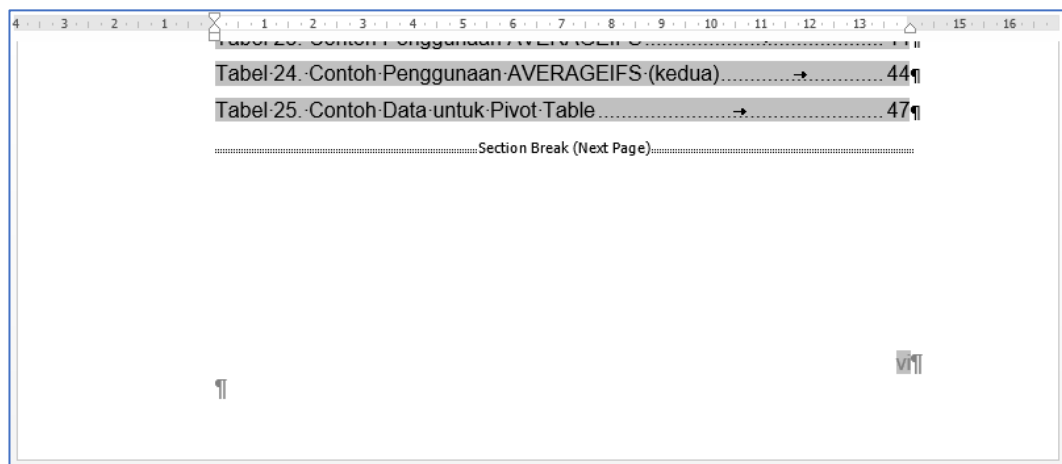 4 3 2 1 1 2 3 4 5 6 7 8 9 10 11 12 13 15 16
Tabel 24. Contoh Penggunaan AVERAGEIFS (kedua)........................ 44¶
Tabel 25. Contoh Data untuk Pivot Table........................ 47¶
Section Break (Next Page)
vi¶
¶